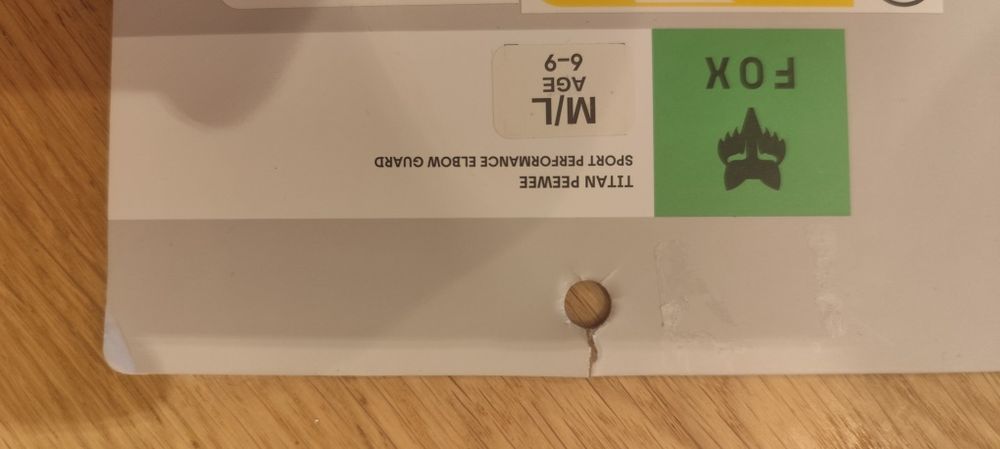 FOX
TITAN PEEWEE
SPORT PERFORMANCE ELBOW GUARD
M/L
AGE
6-9